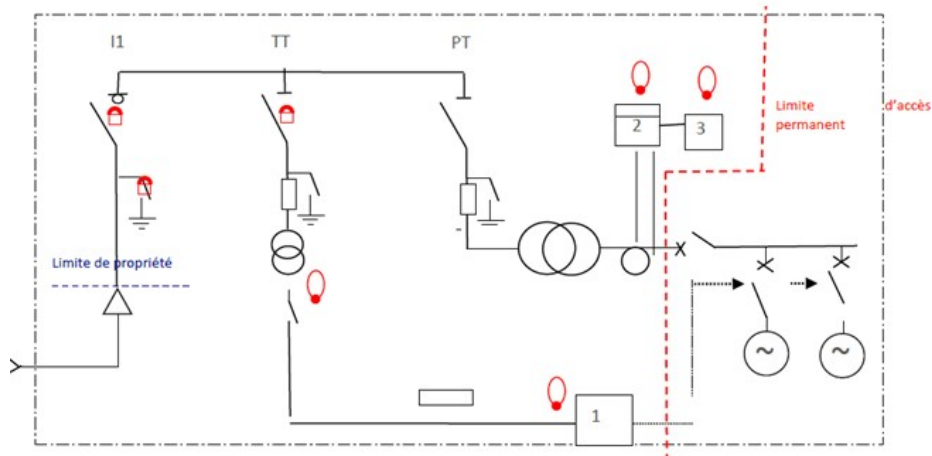 I1
TT
PT
2
3
Limite d'accès
permanent
Limite de propriété
1
~
~